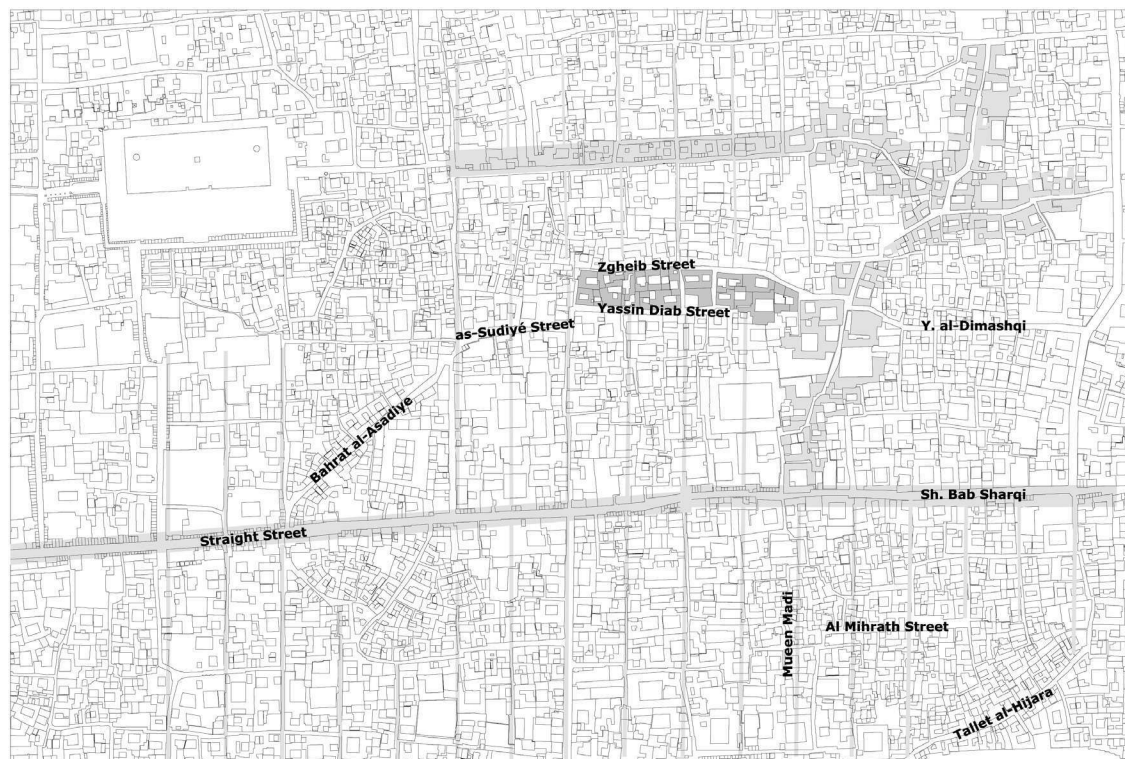 Zgheib Street
Yassin Diab Street
as-Sudiyé Street
Y. al-Dimashqi
Bahrat al-Asadiye
Sh. Bab Sharqi
Straight Street
Mueen Madi
Al Mihrath Street
Tallet al-Hijara